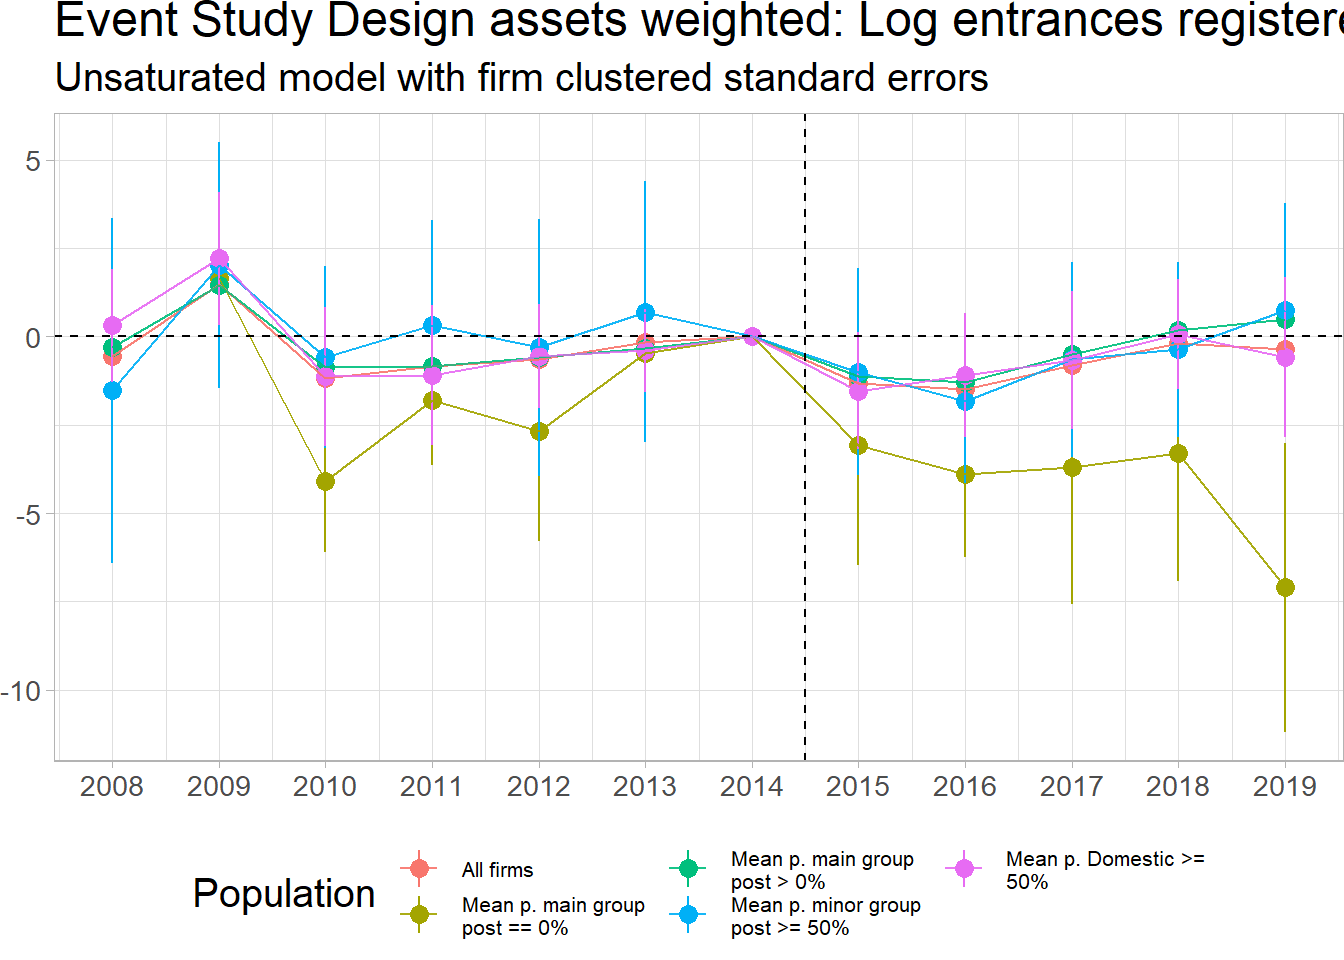 Event Study Design assets weighted: Log entrances registere
Unsaturated model with firm clustered standard errors
5
0
-5
-10
2008 2009 2010 2011 2012 2013 2014 2015 2016 2017 2018 2019
Population
All firms
Mean p. main group
post == 0%
Mean p. main group
post > 0%
Mean p. minor group
post >= 50%
Mean p. Domestic >=
50%